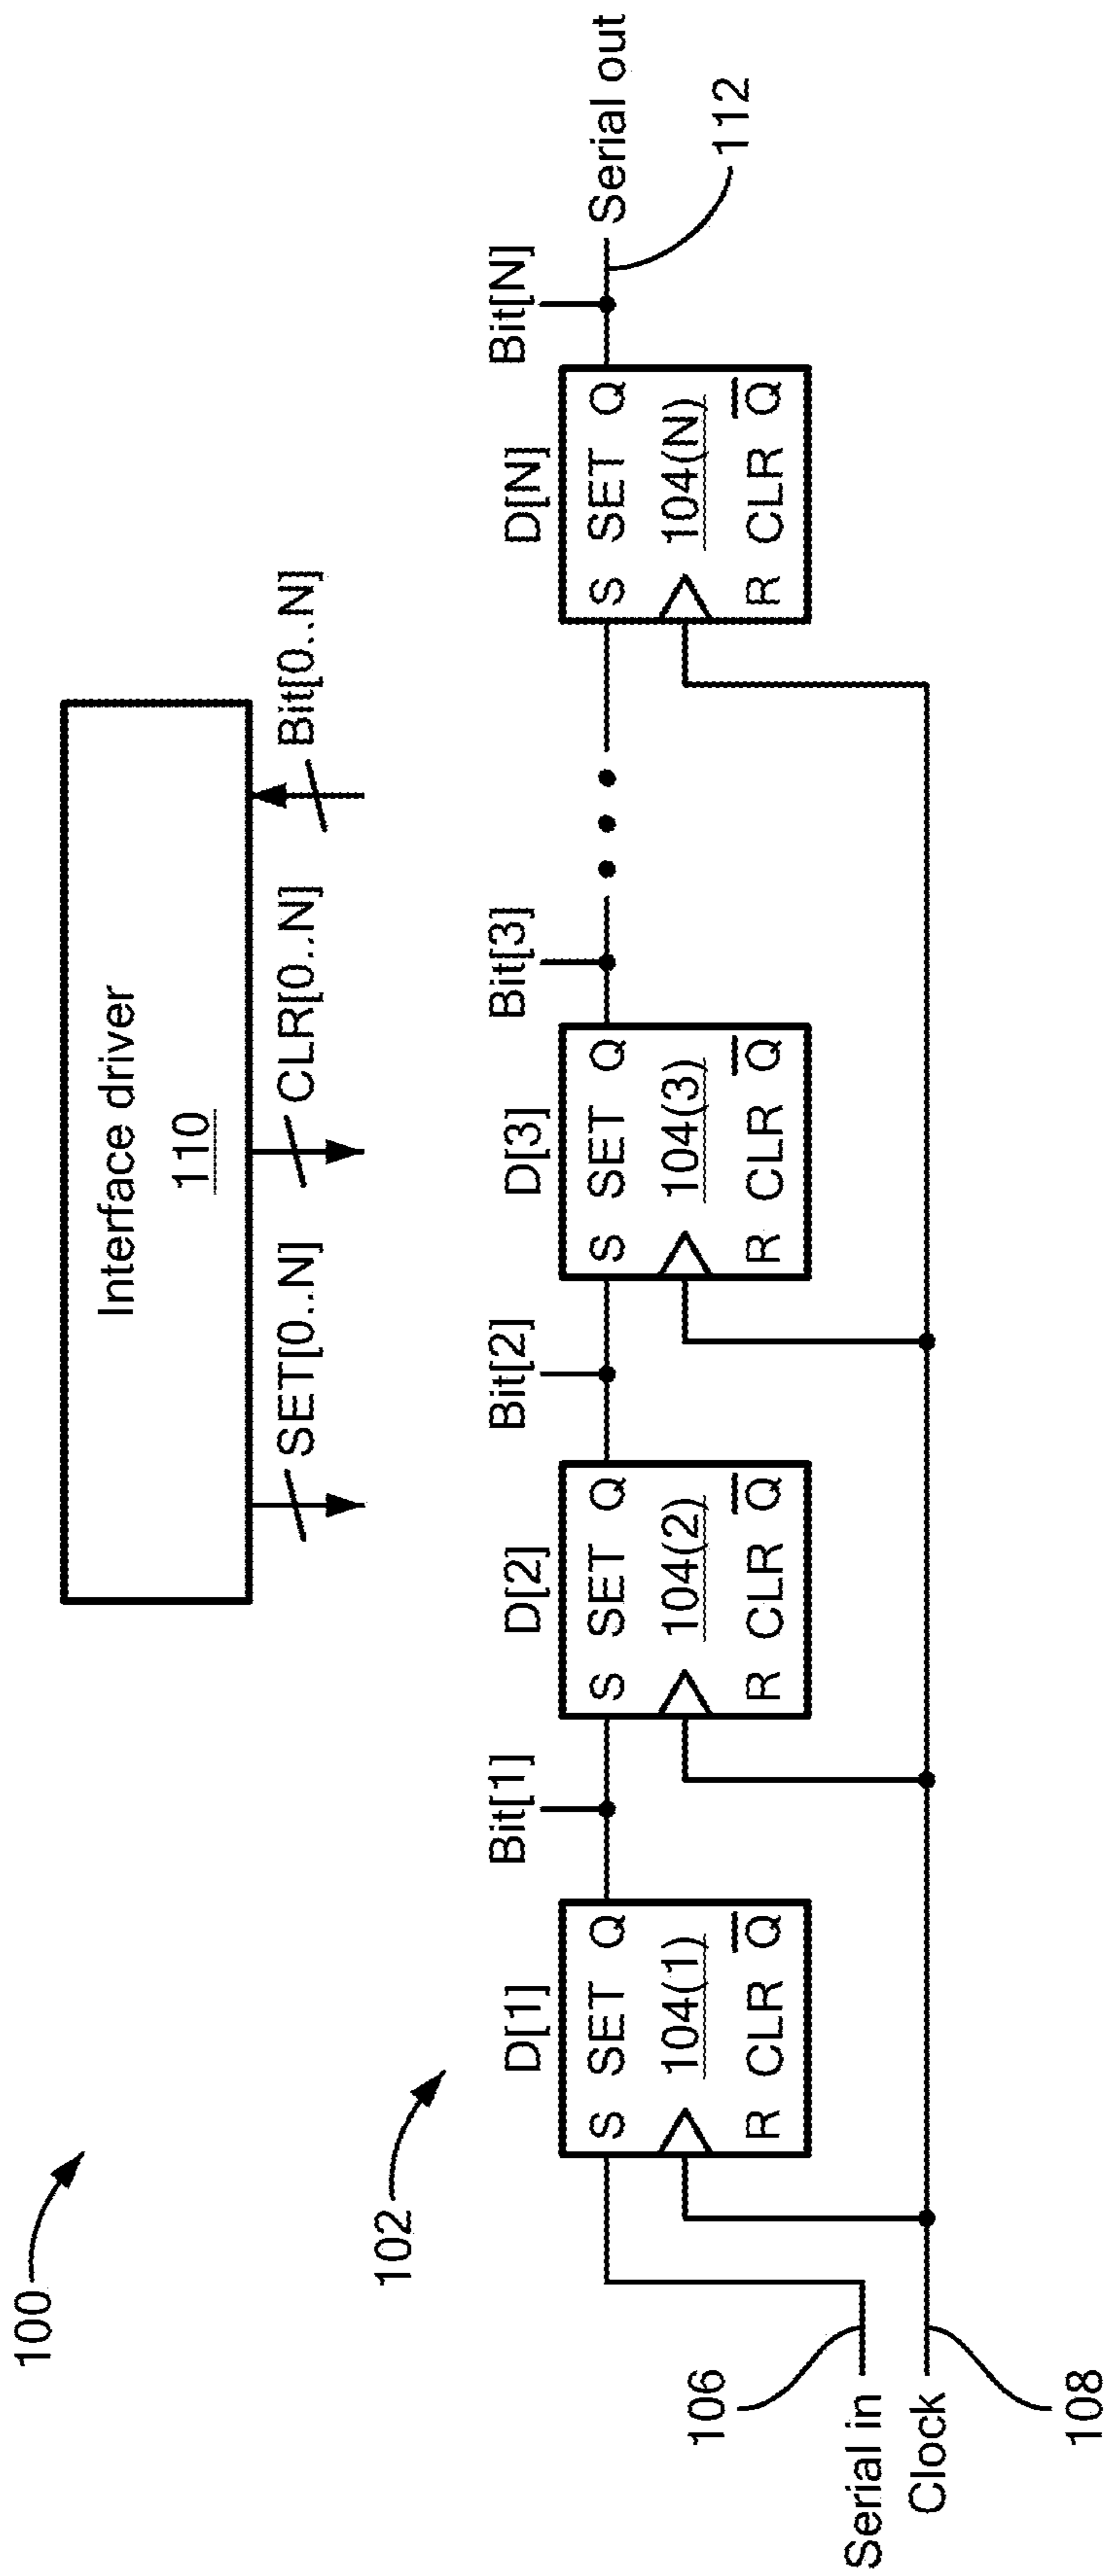 100
Interface driver
110
SET[0..N]
CLR[0..N]
Bit[0..N]
102
D[1]
Bit[1]
D[2]
Bit[2]
D[3]
Bit[3]
D[N]
Bit[N]
S SET Q
104(1)
R CLR Q̅
S SET Q
104(2)
R CLR Q̅
S SET Q
104(3)
R CLR Q̅
S SET Q
104(N)
R CLR Q̅
Serial out
112
106
Serial in
Clock
108